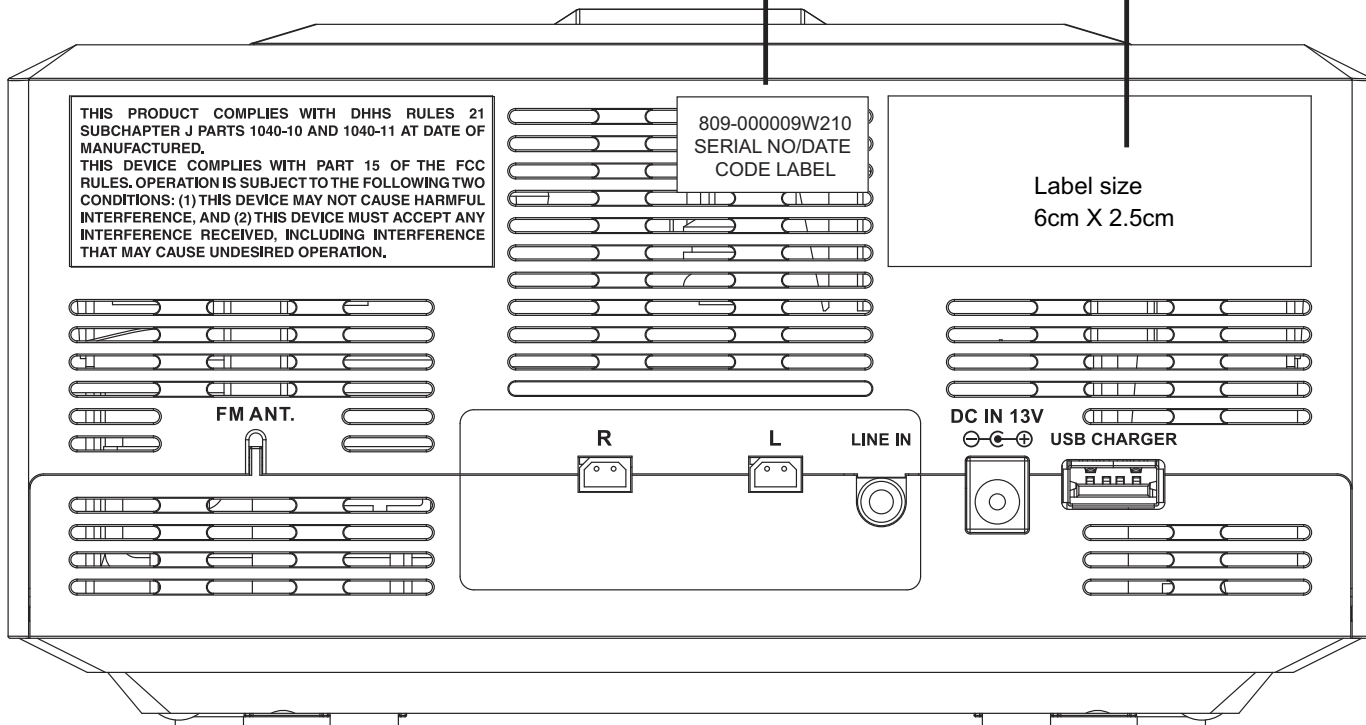 THIS PRODUCT COMPLIES WITH DHHS RULES 21
SUBCHAPTER J PARTS 1040-10 AND 1040-11 AT DATE OF
MANUFACTURED.
THIS DEVICE COMPLIES WITH PART 15 OF THE FCC
RULES. OPERATION IS SUBJECT TO THE FOLLOWING TWO
CONDITIONS: (1) THIS DEVICE MAY NOT CAUSE HARMFUL
INTERFERENCE, AND (2) THIS DEVICE MUST ACCEPT ANY
INTERFERENCE RECEIVED, INCLUDING INTERFERENCE
THAT MAY CAUSE UNDESIRED OPERATION.
809-000009W210
SERIAL NO/DATE
CODE LABEL
Label size
6cm X 2.5cm
FM ANT.
R
L
LINE IN
DC IN 13V
USB CHARGER